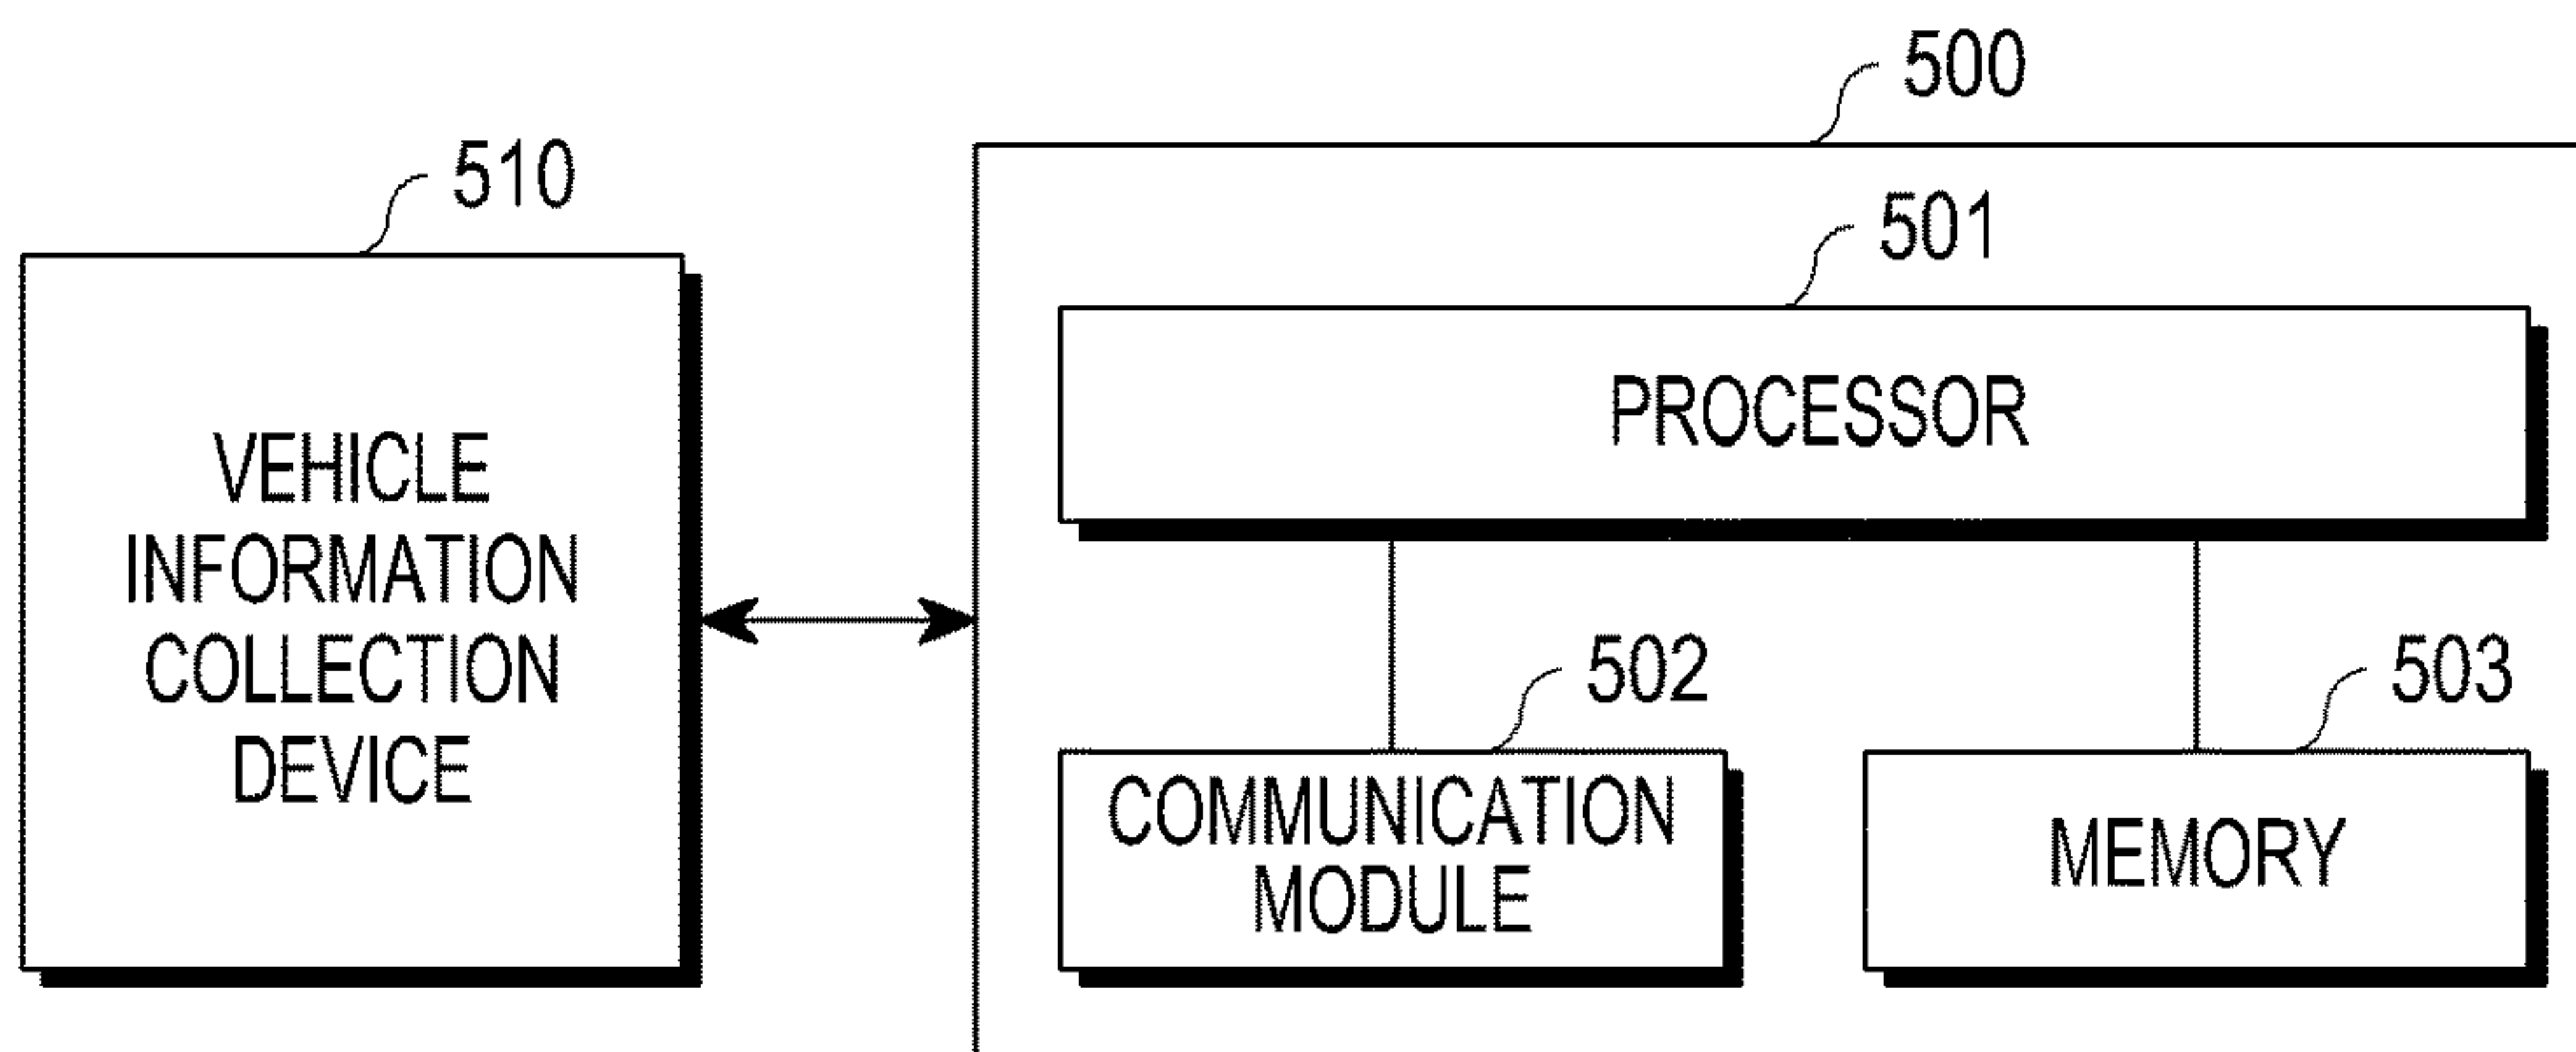 500
510
501
PROCESSOR
VEHICLE
INFORMATION
COLLECTION
DEVICE
502
503
COMMUNICATION
MODULE
MEMORY